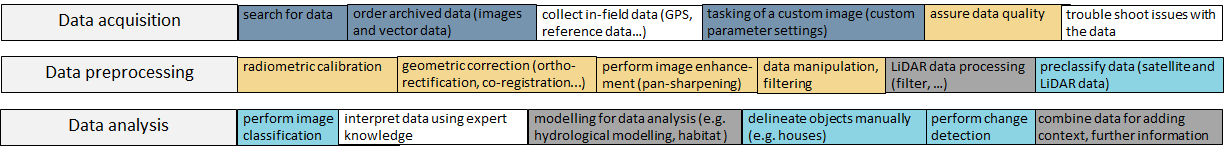 Data acquisition
search for data
order archived data (images
and vector data)
collect in-field data (GPS,
reference data...)
tasking of a custom image (custom
parameter settings)
assure data quality
trouble shoot issues with
the data
Data preprocessing
radiometric calibration
geometric correction (ortho-
rectification, co-registration...)
perform image enhance-
ment (pan-sharpening)
data manipulation,
filtering
LiDAR data processing
(filter, ...)
preclassify data (satellite and
LiDAR data)
Data analysis
perform image
classification
interpret data using expert
knowledge
modelling for data analysis (e.g.
hydrological modelling, habitat )
delineate objects manually
(e.g. houses)
perform change
detection
combine data for adding
context, further information